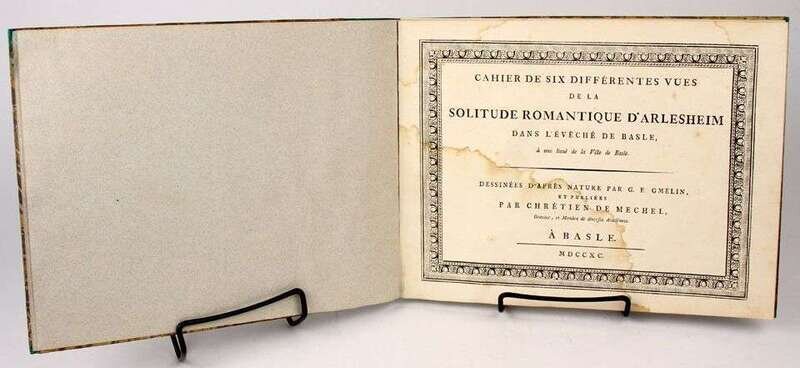 CAHIER DE SIX DIFFÉRENTES VUES
DE LA
SOLITUDE ROMANTIQUE D'ARLESHEIM
DANS L'ÉVÊCHÉ DE BASLE,
à une lieuë de la Ville de Basle.
DESSINÉES D'APRÈS NATURE PAR G. F. GMELIN,
ET PUBLIÉES
PAR CHRÉTIEN DE MECHEL,
Graveur, et Membre de diverses Académies.
À BASLE.
MDCCXC.